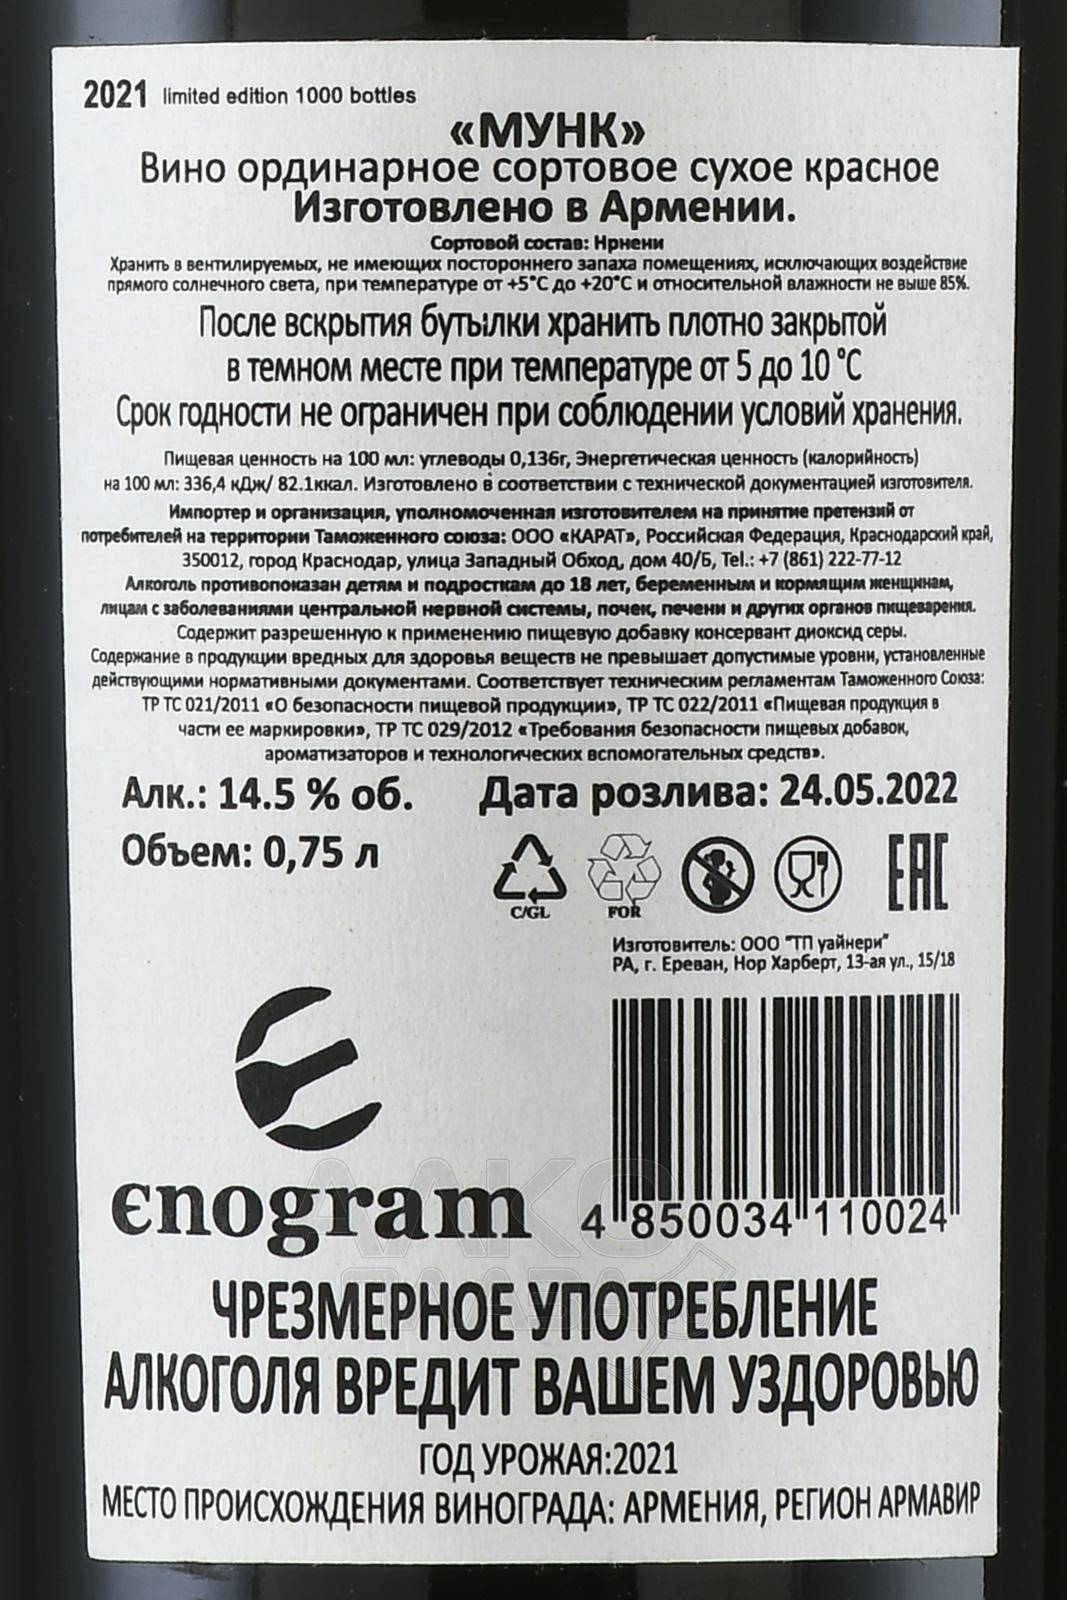 2021 limited edition 1000 bottles
«МУНК»
Вино ординарное сортовое сухое красное
Изготовлено в Армении.
Сортовой состав: Нрнени
Хранить в вентилируемых, не имеющих постороннего запаха помещениях, исключающих воздействие
прямого солнечного света, при температуре от +5°С до +20°С и относительной влажности не выше 85%.
После вскрытия бутылки хранить плотно закрытой
в темном месте при температуре от 5 до 10 °С
Срок годности не ограничен при соблюдении условий хранения.
Пищевая ценность на 100 мл: углеводы 0,136г, Энергетическая ценность (калорийность)
на 100 мл: 336,4 кДж/ 82.1ккал. Изготовлено в соответствии с технической документацией изготовителя.
Импортер и организация, уполномоченная изготовителем на принятие претензий от
потребителей на территории Таможенного союза: ООО «КАРАТ», Российская Федерация, Краснодарский край,
350012, город Краснодар, улица Западный Обход, дом 40/Б, Tel.: +7 (861) 222-77-12
Алкоголь противопоказан детям и подросткам до 18 лет, беременным и кормящим женщинам,
лицам с заболеваниями центральной нервной системы, почек, печени и других органов пищеварения.
Содержит разрешенную к применению пищевую добавку консервант диоксид серы.
Содержание в продукции вредных для здоровья веществ не превышает допустимые уровни, установленные
действующими нормативными документами. Соответствует техническим регламентам Таможенного Союза:
ТР ТС 021/2011 «О безопасности пищевой продукции», ТР ТС 022/2011 «Пищевая продукция в
части ее маркировки», ТР ТС 029/2012 «Требования безопасности пищевых добавок,
ароматизаторов и технологических вспомогательных средств».
Алк.: 14.5 % об. Дата розлива: 24.05.2022
Объем: 0,75 л
C/GL FOR EAC
Изготовитель: ООО "ТП уайнери"
РА, г. Ереван, Нор Харберт, 13-ая ул., 15/18
єnogram
4 850034 110024
ЧРЕЗМЕРНОЕ УПОТРЕБЛЕНИЕ
АЛКОГОЛЯ ВРЕДИТ ВАШЕМ УЗДОРОВЬЮ
ГОД УРОЖАЯ:2021
МЕСТО ПРОИСХОЖДЕНИЯ ВИНОГРАДА: АРМЕНИЯ, РЕГИОН АРМАВИР